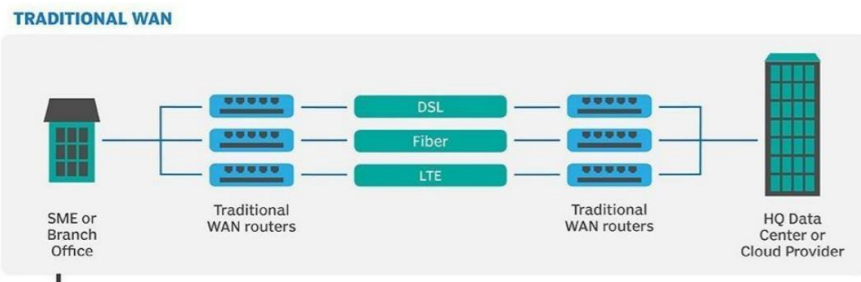 TRADITIONAL WAN
DSL
Fiber
LTE
SME or
Branch
Office
Traditional
WAN routers
Traditional
WAN routers
HQ Data
Center or
Cloud Provider